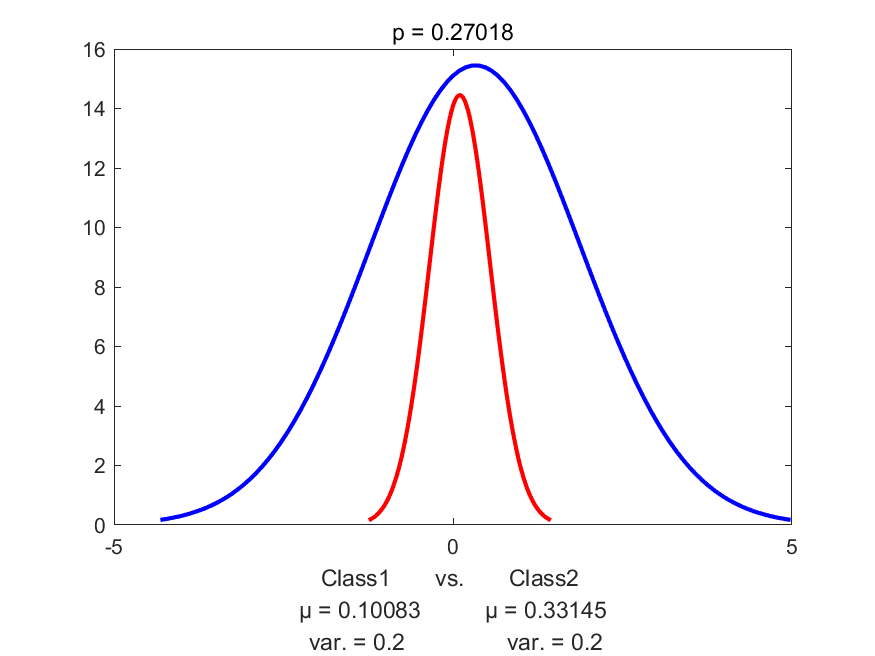 p = 0.27018
16
14
12
10
8
6
4
2
0
-5 0 5
Class1 vs. Class2
μ = 0.10083 μ = 0.33145
var. = 0.2 var. = 0.2